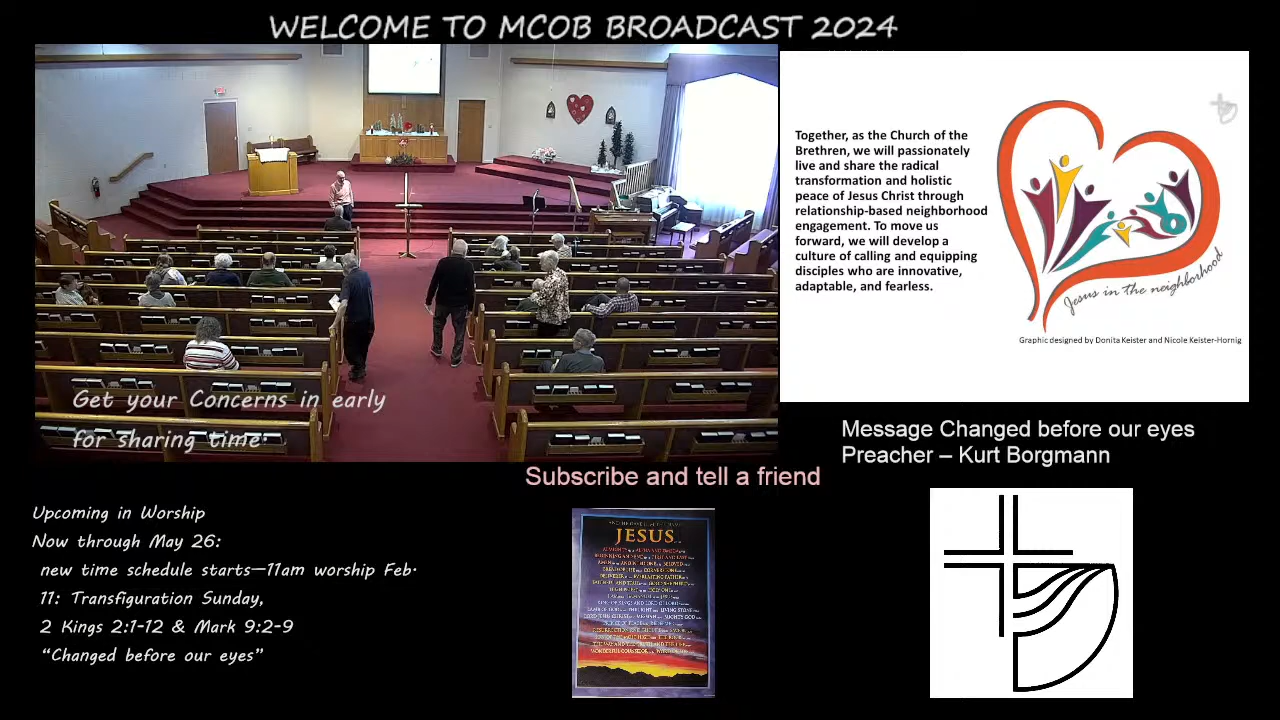 WELCOME TO MCOB BROADCAST 2024
Together, as the Church of the
Brethren, we will passionately
live and share the radical
transformation and holistic
peace of Jesus Christ through
relationship-based neighborhood
engagement. To move us
forward, we will develop a
culture of calling and equipping
disciples who are innovative,
adaptable, and fearless.
Jesus in the neighborhood
Graphic designed by Donita Keister and Nicole Keister-Hornig
Get your Concerns in early
for sharing time.
Message Changed before our eyes
Preacher – Kurt Borgmann
Subscribe and tell a friend
Upcoming in Worship
Now through May 26:
new time schedule starts—11am worship Feb.
11: Transfiguration Sunday,
2 Kings 2:1-12 & Mark 9:2-9
“Changed before our eyes”
JESUS